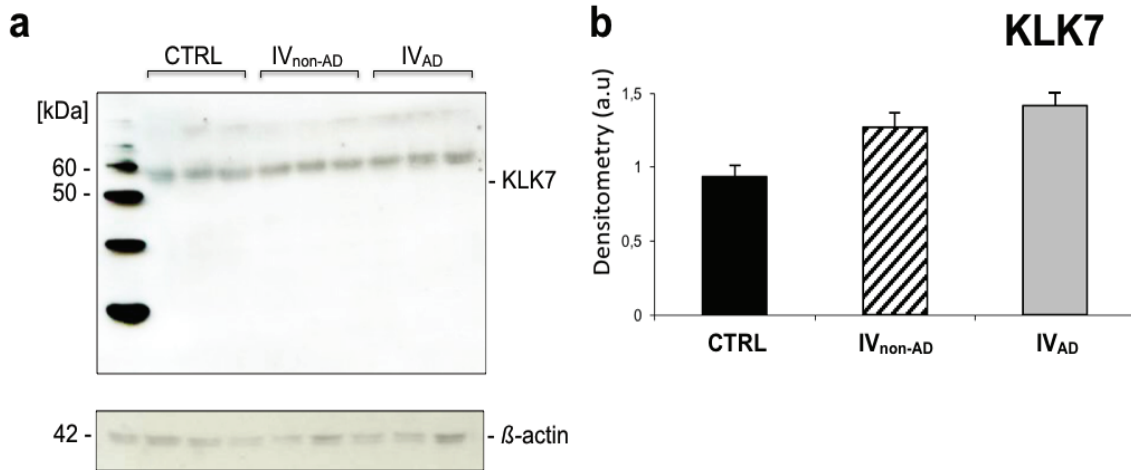 a
CTRL IVnon-AD IVAD
[kDa]
60 -
50 -
- KLK7
42 -
- ß-actin
b
KLK7
Densitometry (a.u)
1,5
1
0,5
0
CTRL IVnon-AD IVAD